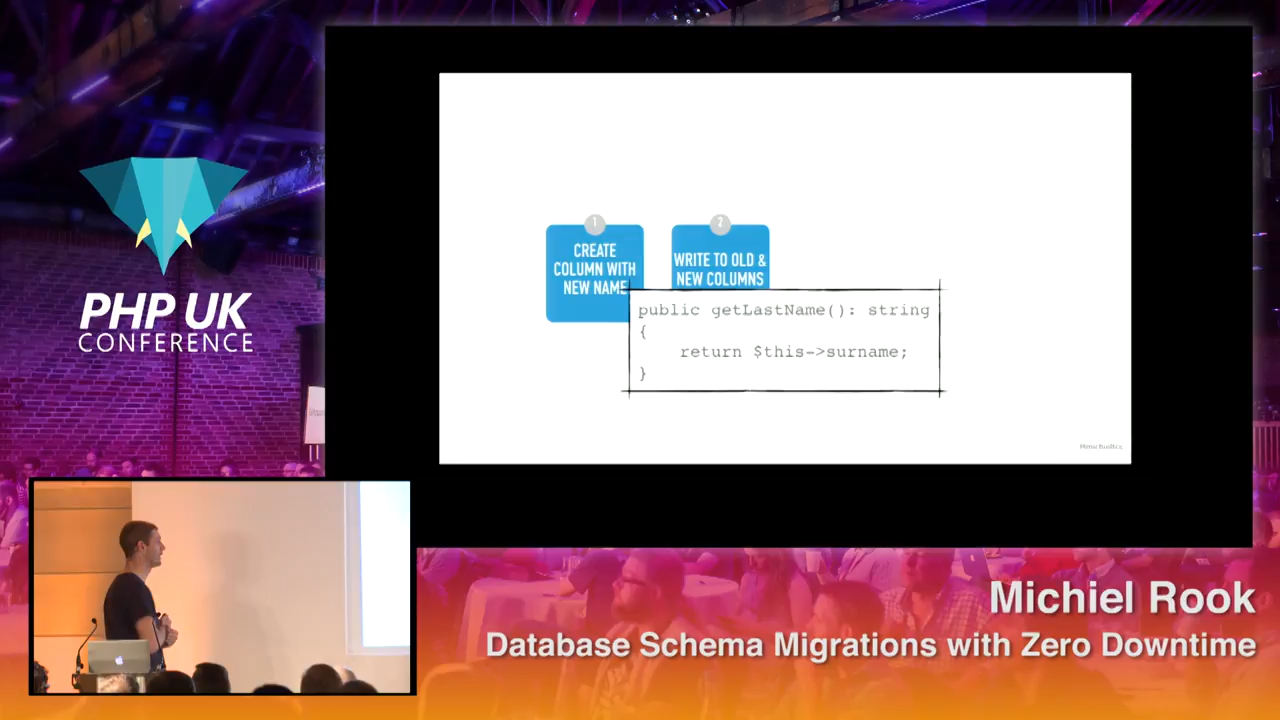 PHP UK
CONFERENCE
1
CREATE
COLUMN WITH
NEW NAME
2
WRITE TO OLD &
NEW COLUMNS
public getLastName(): string
{
    return $this->surname;
}
Michiel Rook
Database Schema Migrations with Zero Downtime